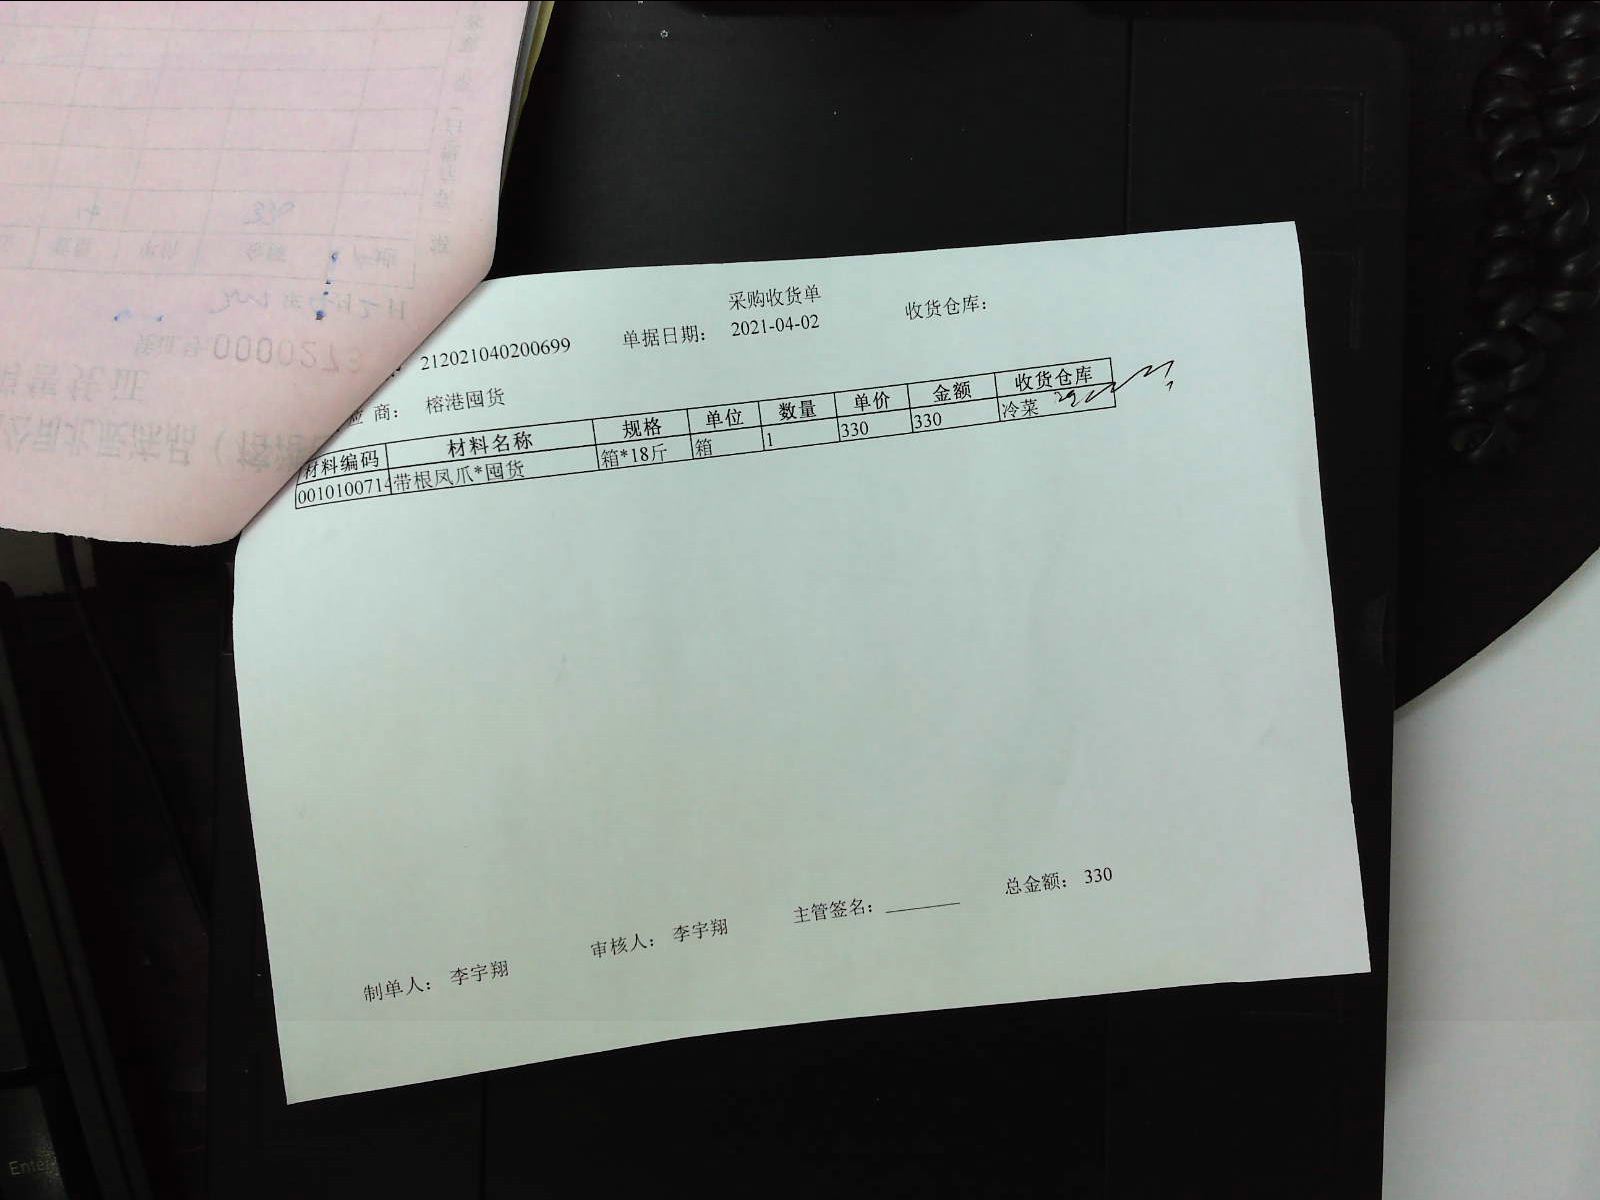 采购收货单
212021040200699 单据日期： 2021-04-02 收货仓库：
商： 榕港囤货
材料编码 材料名称 规格 单位 数量 单价 金额 收货仓库
0010100714 带根凤爪*囤货 箱*18斤 箱 1 330 330 冷菜
制单人： 李宇翔 审核人： 李宇翔 主管签名： 总金额： 330
0000273
Enter